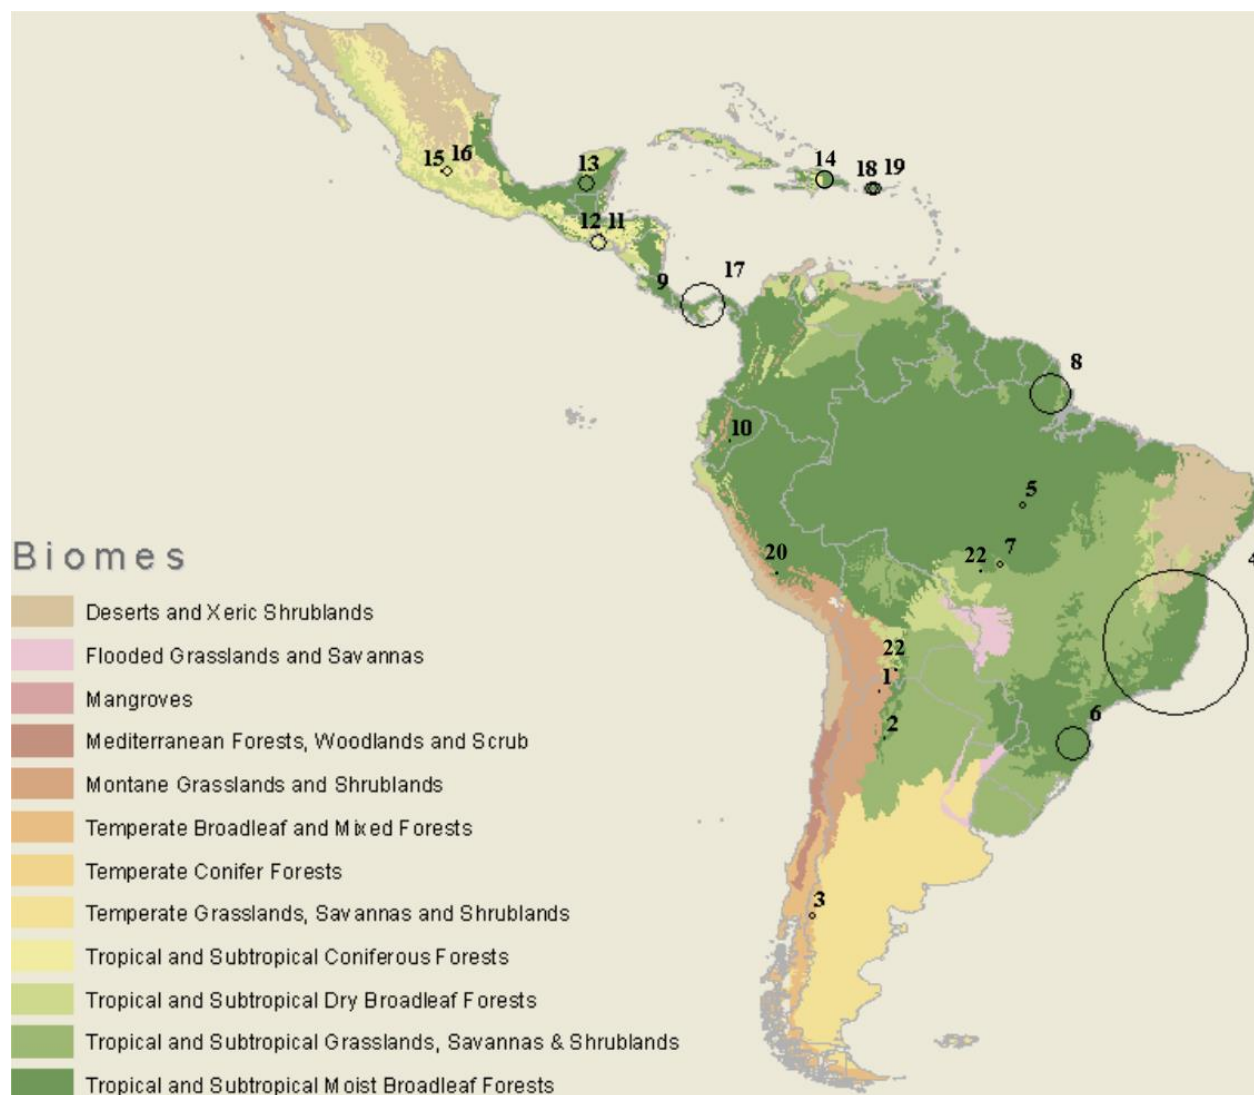 15 16
13
14
18 19
12 11
9
17
8
10
5
20
22
7
4
22
1
2
6
3
Biomes
Deserts and Xeric Shrublands
Flooded Grasslands and Savannas
Mangroves
Mediterranean Forests, Woodlands and Scrub
Montane Grasslands and Shrublands
Temperate Broadleaf and Mixed Forests
Temperate Conifer Forests
Temperate Grasslands, Savannas and Shrublands
Tropical and Subtropical Coniferous Forests
Tropical and Subtropical Dry Broadleaf Forests
Tropical and Subtropical Grasslands, Savannas & Shrublands
Tropical and Subtropical Moist Broadleaf Forests